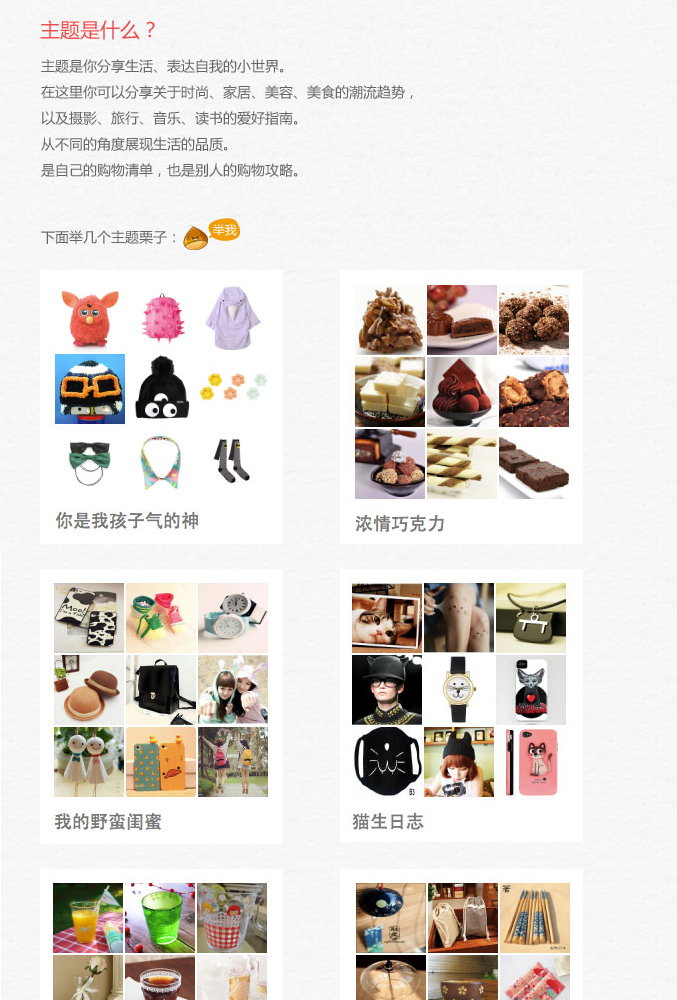 主题是什么？
主题是你分享生活、表达自我的小世界。
在这里你可以分享关于时尚、家居、美容、美食的潮流趋势，
以及摄影、旅行、音乐、读书的爱好指南。
从不同的角度展现生活的品质。
是自己的购物清单，也是别人的购物攻略。
下面举几个主题栗子：
举我
你是我孩子气的神
浓情巧克力
Moo!
我的野蛮闺蜜
猫生日志